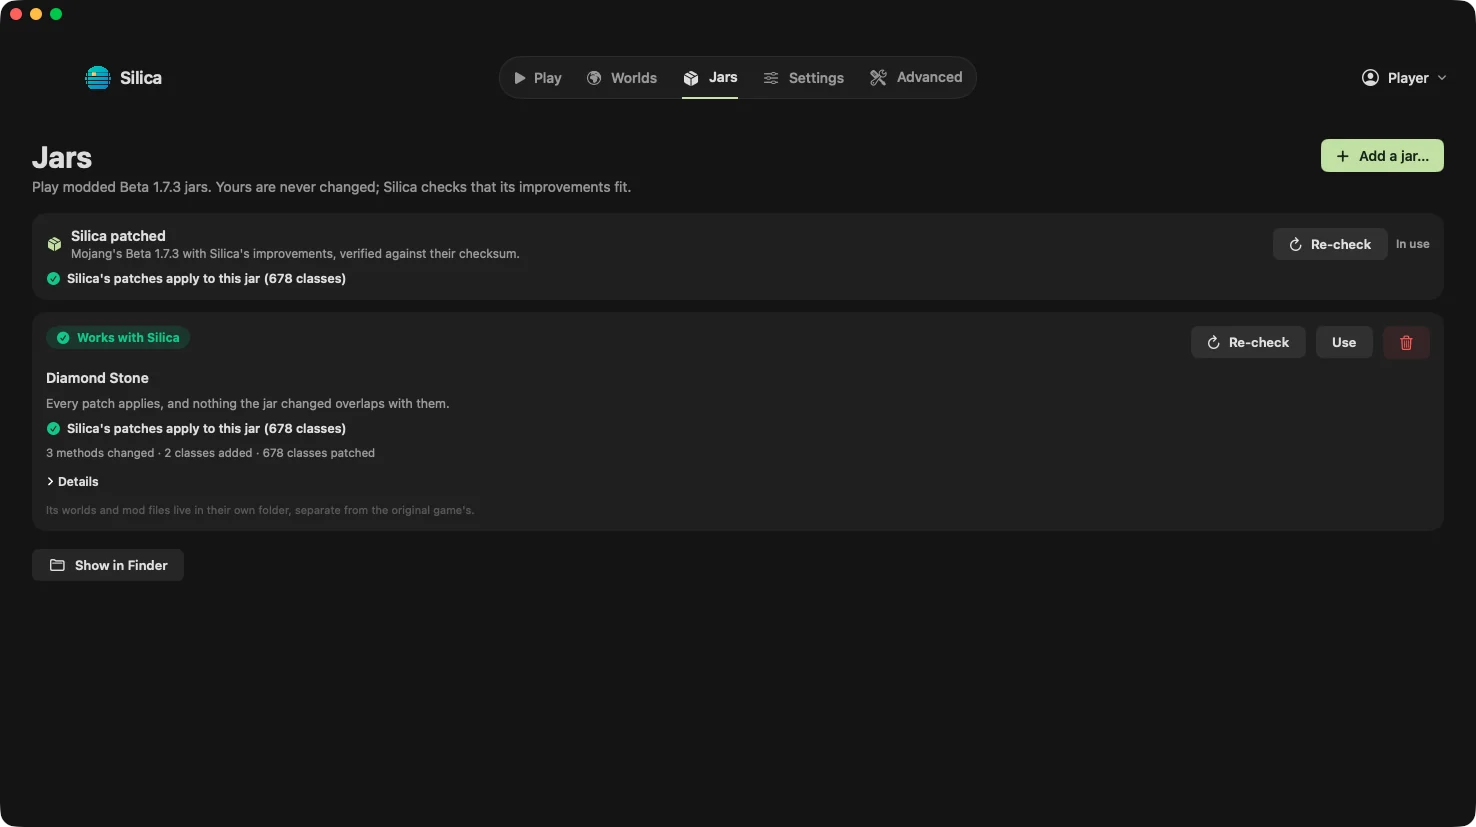 Silica
Play
Worlds
Jars
Settings
Advanced
Player
Jars
Add a jar...
Play modded Beta 1.7.3 jars. Yours are never changed; Silica checks that its improvements fit.
Silica patched
Mojang's Beta 1.7.3 with Silica's improvements, verified against their checksum.
Re-check
In use
Silica's patches apply to this jar (678 classes)
Works with Silica
Re-check
Use
Diamond Stone
Every patch applies, and nothing the jar changed overlaps with them.
Silica's patches apply to this jar (678 classes)
3 methods changed · 2 classes added · 678 classes patched
Details
Its worlds and mod files live in their own folder, separate from the original game's.
Show in Finder